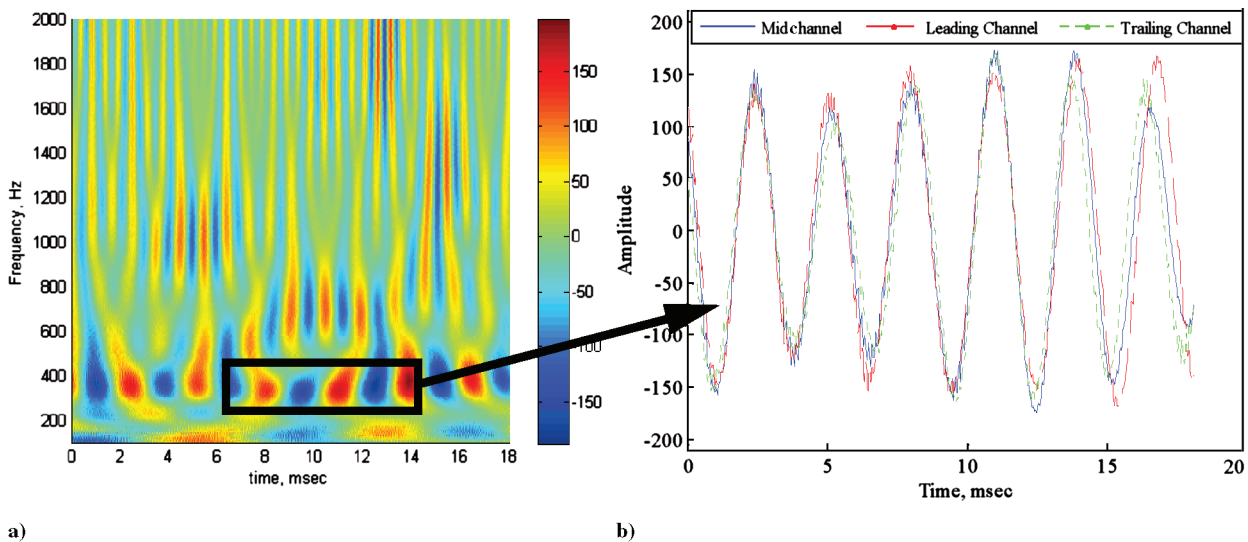 2000
1800
1600
1400
1200
1000
800
600
400
200
Frequency, Hz
0 2 4 6 8 10 12 14 16 18
time, msec
150
100
50
0
-50
100
-150
a)
Midchannel Leading Channel Trailing Channel
200
150
100
50
0
-50
-100
-150
-200
Amplitude
0 5 10 15 20
Time, msec
b)